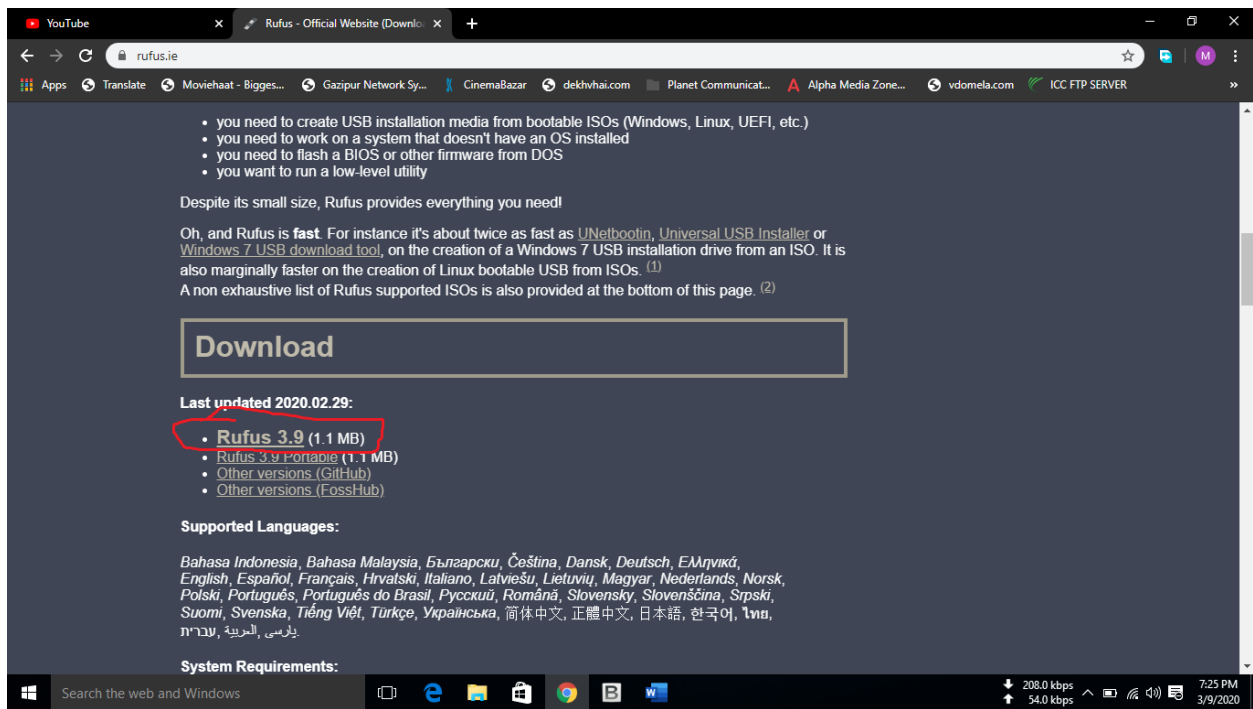 YouTube
Rufus - Official Website (Downlo
rufus.ie
M
Apps
Translate
Moviehaat - Bigges...
Gazipur Network Sy...
CinemaBazar
dekhvhai.com
Planet Communicat...
Alpha Media Zone...
vdomela.com
ICC FTP SERVER
»
• you need to create USB installation media from bootable ISOs (Windows, Linux, UEFI, etc.)
• you need to work on a system that doesn't have an OS installed
• you need to flash a BIOS or other firmware from DOS
• you want to run a low-level utility
Despite its small size, Rufus provides everything you need!
Oh, and Rufus is fast. For instance it's about twice as fast as UNetbootin, Universal USB Installer or
Windows 7 USB download tool, on the creation of a Windows 7 USB installation drive from an ISO. It is
also marginally faster on the creation of Linux bootable USB from ISOs. (1)
A non exhaustive list of Rufus supported ISOs is also provided at the bottom of this page. (2)
Download
Last updated 2020.02.29:
• Rufus 3.9 (1.1 MB)
• Rufus 3.9 Portable (1.1 MB)
• Other versions (GitHub)
• Other versions (FossHub)
Supported Languages:
Bahasa Indonesia, Bahasa Malaysia, Български, Čeština, Dansk, Deutsch, Ελληνικά,
English, Español, Français, Hrvatski, Italiano, Latviešu, Lietuvių, Magyar, Nederlands, Norsk,
Polski, Português, Português do Brasil, Русский, Română, Slovensky, Slovenščina, Srpski,
Suomi, Svenska, Tiếng Việt, Türkçe, Українська, 简体中文, 正體中文, 日本語, 한국어, ไทย,
עברית, العربية, پارسی.
System Requirements:
Search the web and Windows
B
208.0 kbps
54.0 kbps
7:25 PM
3/9/2020